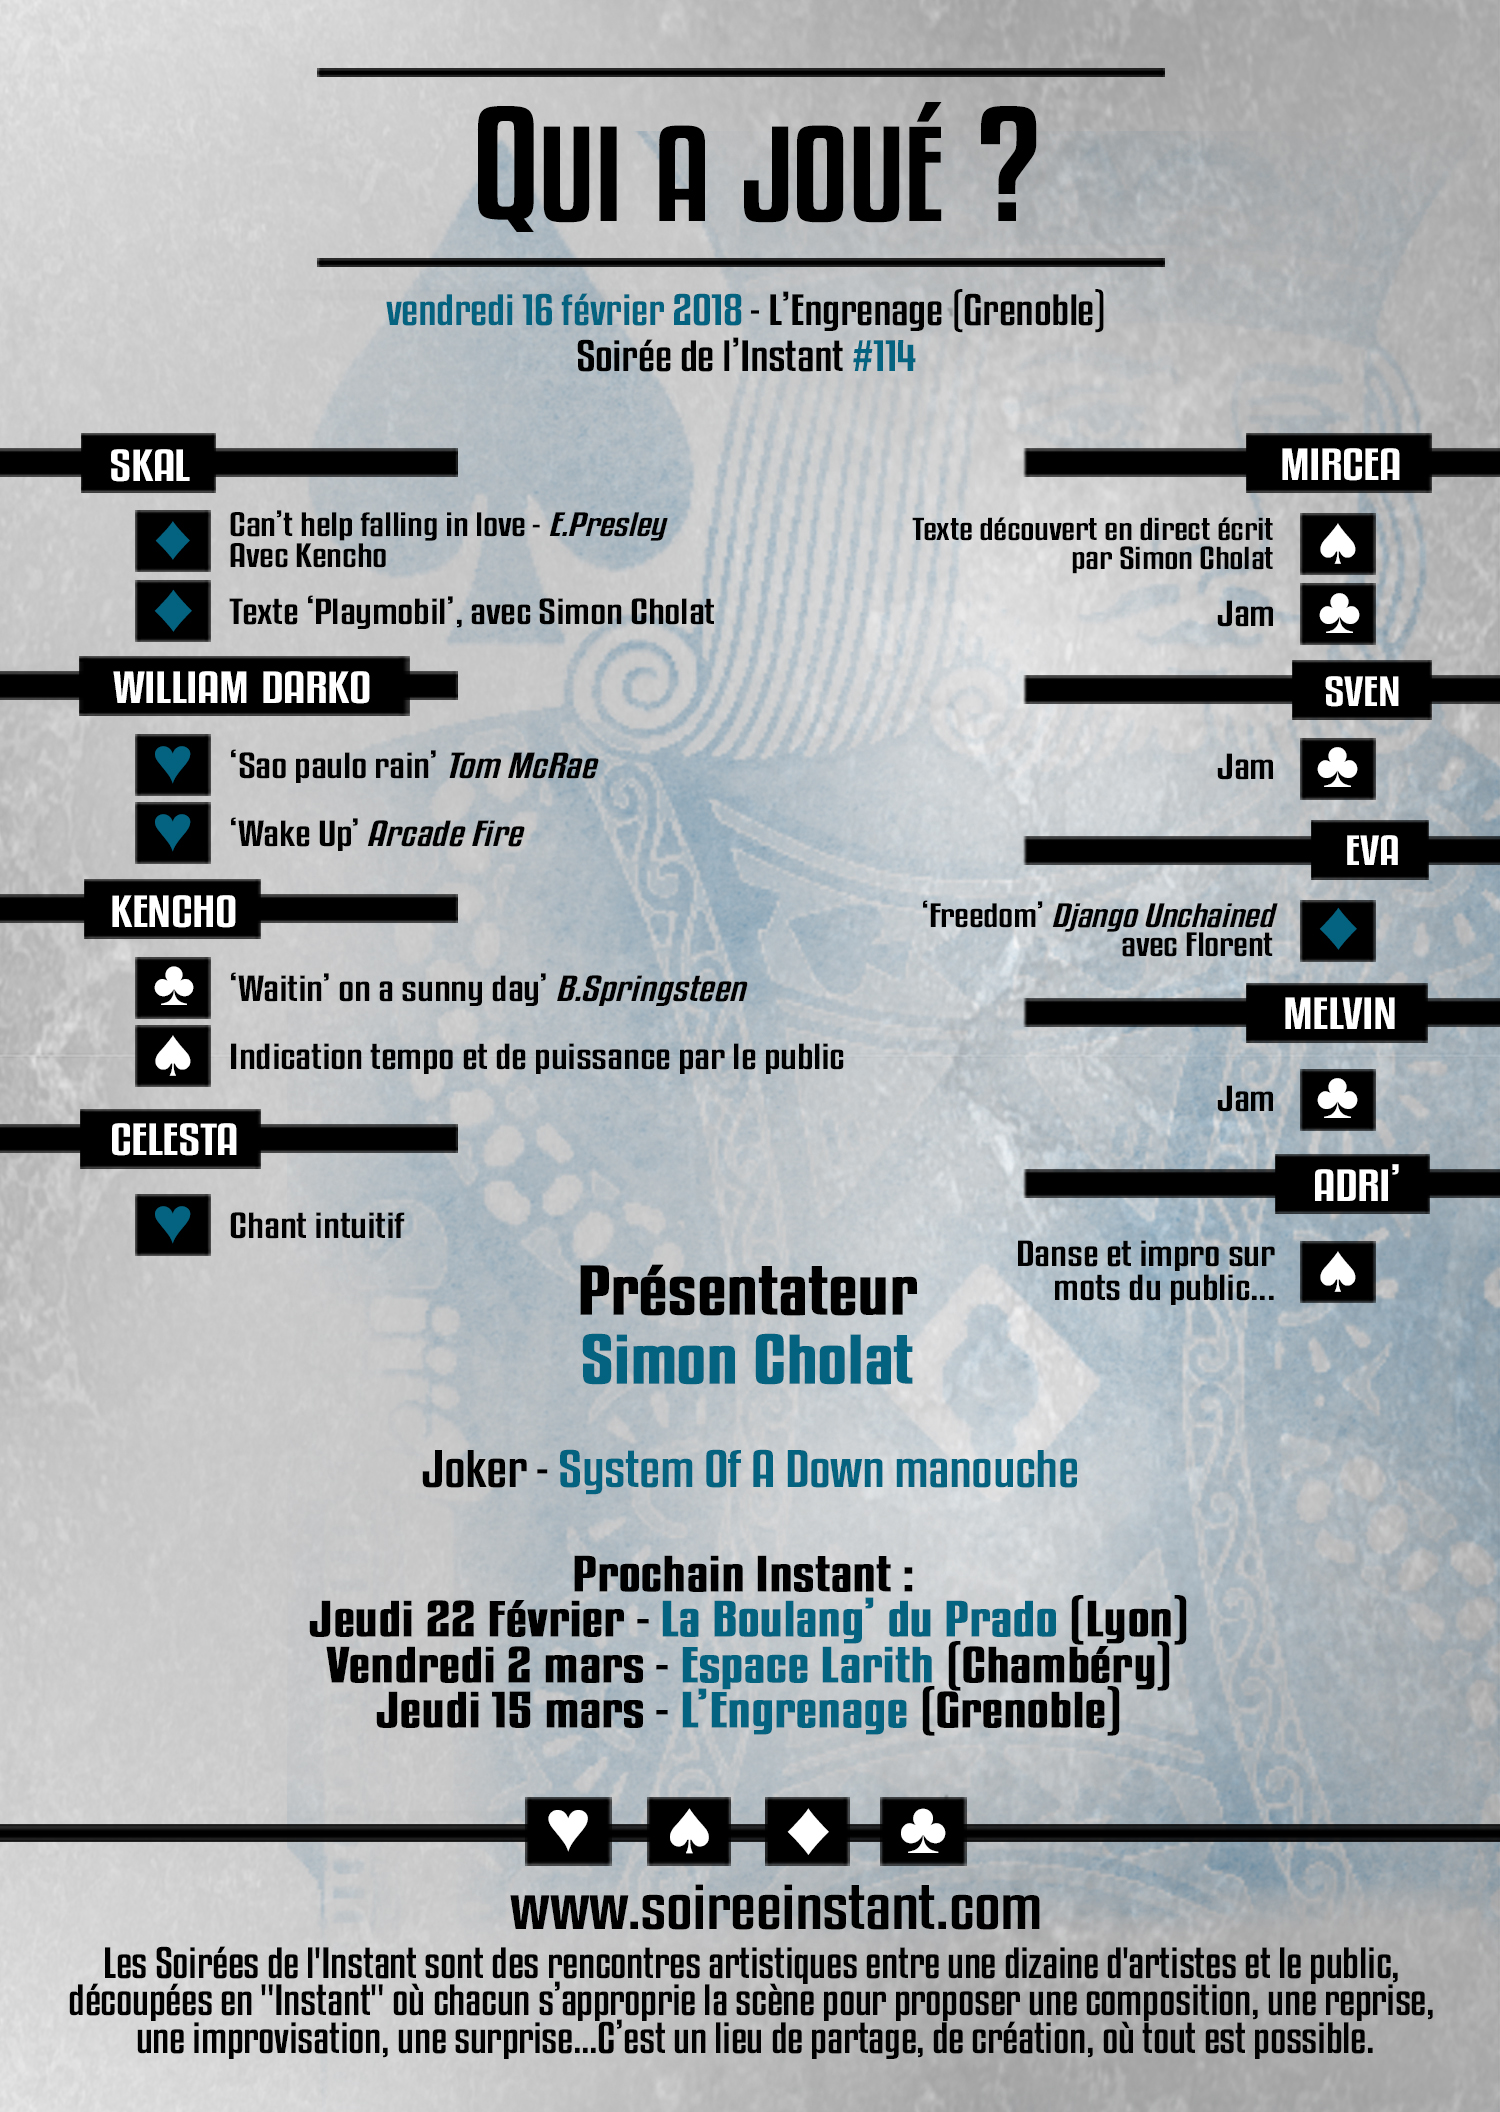 Qui a joué ?
vendredi 16 février 2018 - L’Engrenage (Grenoble)
Soirée de l’Instant #114
SKAL
Can’t help falling in love - E.Presley
Avec Kencho
Texte ‘Playmobil’, avec Simon Cholat
WILLIAM DARKO
‘Sao paulo rain’ Tom McRae
‘Wake Up’ Arcade Fire
KENCHO
‘Waitin’ on a sunny day’ B.Springsteen
Indication tempo et de puissance par le public
CELESTA
Chant intuitif
MIRCEA
Texte découvert en direct écrit
par Simon Cholat
Jam
SVEN
Jam
EVA
‘Freedom’ Django Unchained
avec Florent
MELVIN
Jam
ADRI’
Danse et impro sur
mots du public...
Présentateur
Simon Cholat
Joker - System Of A Down manouche
Prochain Instant :
Jeudi 22 Février - La Boulang’ du Prado (Lyon)
Vendredi 2 mars - Espace Larith (Chambéry)
Jeudi 15 mars - L’Engrenage (Grenoble)
www.soireeinstant.com
Les Soirées de l'Instant sont des rencontres artistiques entre une dizaine d'artistes et le public,
découpées en "Instant" où chacun s’approprie la scène pour proposer une composition, une reprise,
une improvisation, une surprise...C’est un lieu de partage, de création, où tout est possible.